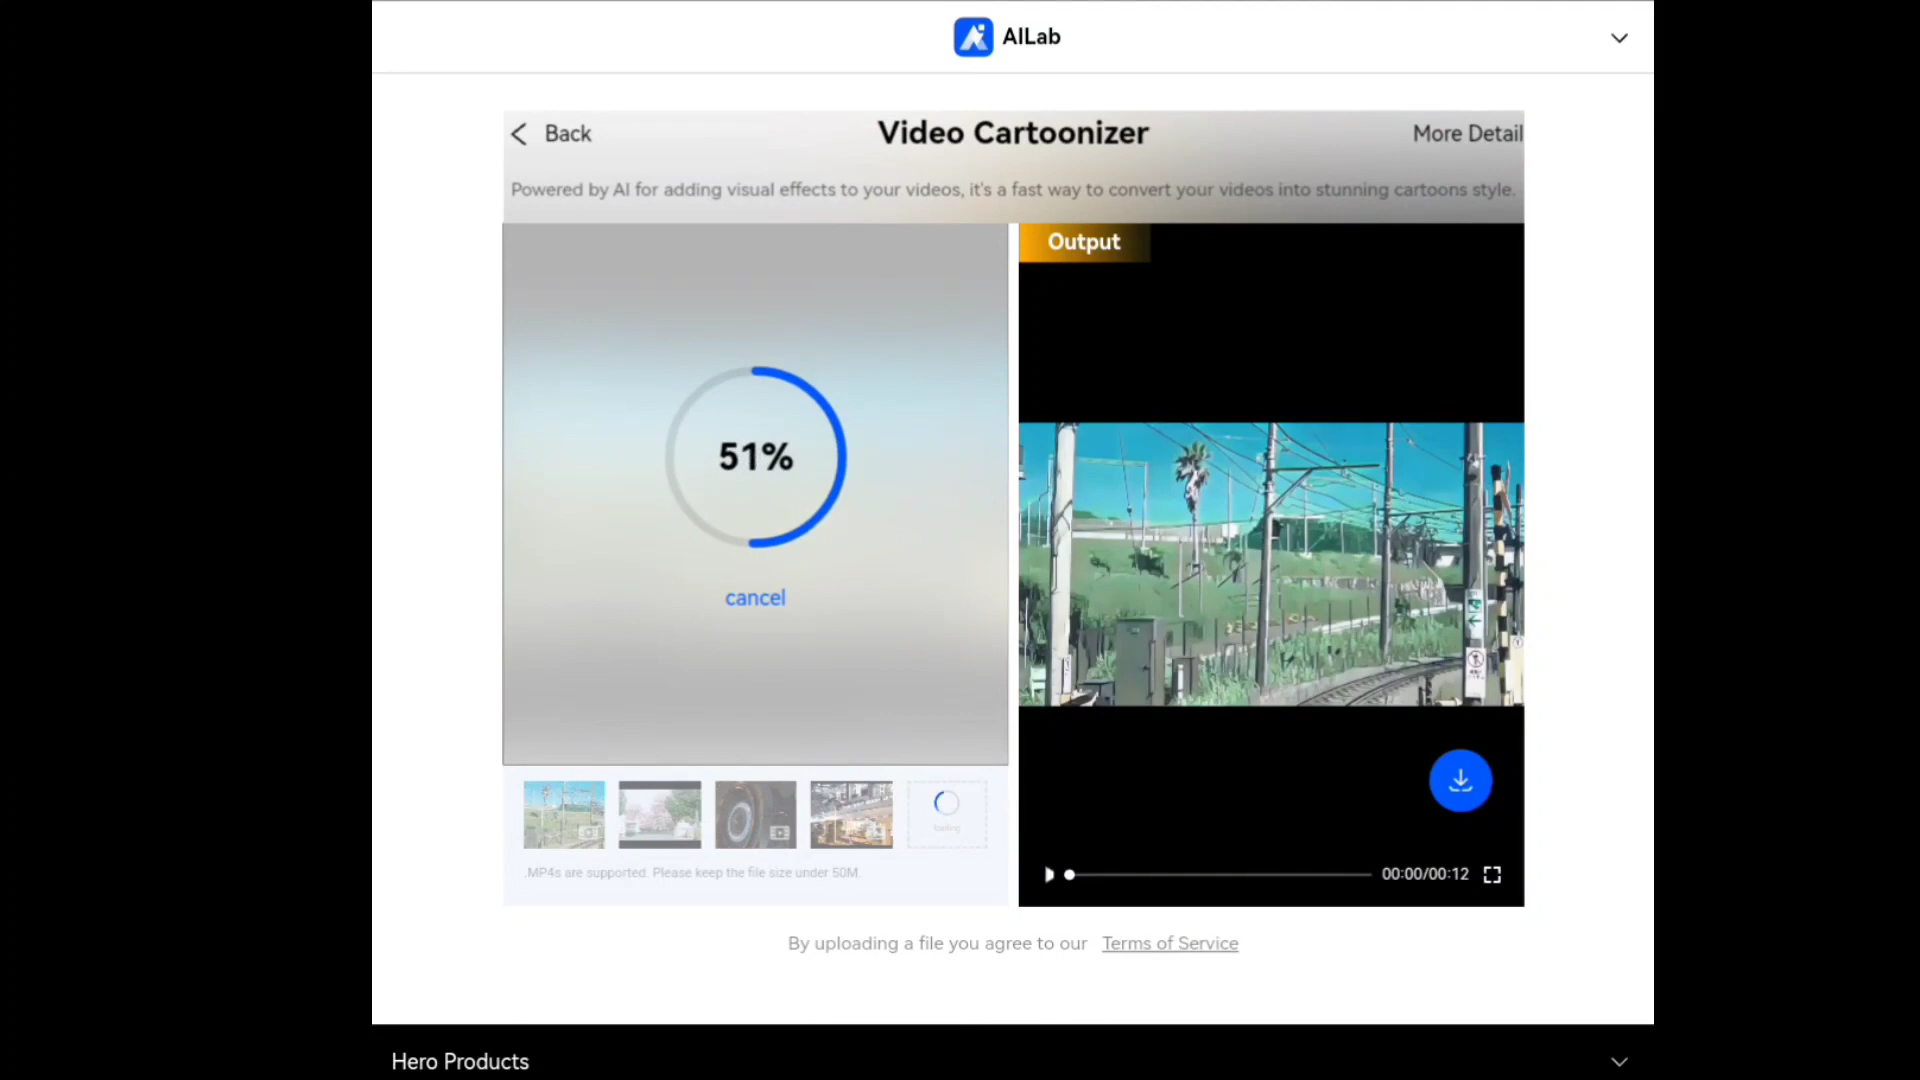 AILab
Back
Video Cartoonizer
More Detail
Powered by AI for adding visual effects to your videos, it's a fast way to convert your videos into stunning cartoons style.
Output
51%
cancel
loading
.MP4s are supported. Please keep the file size under 50M.
00:00/00:12
By uploading a file you agree to our Terms of Service
Hero Products